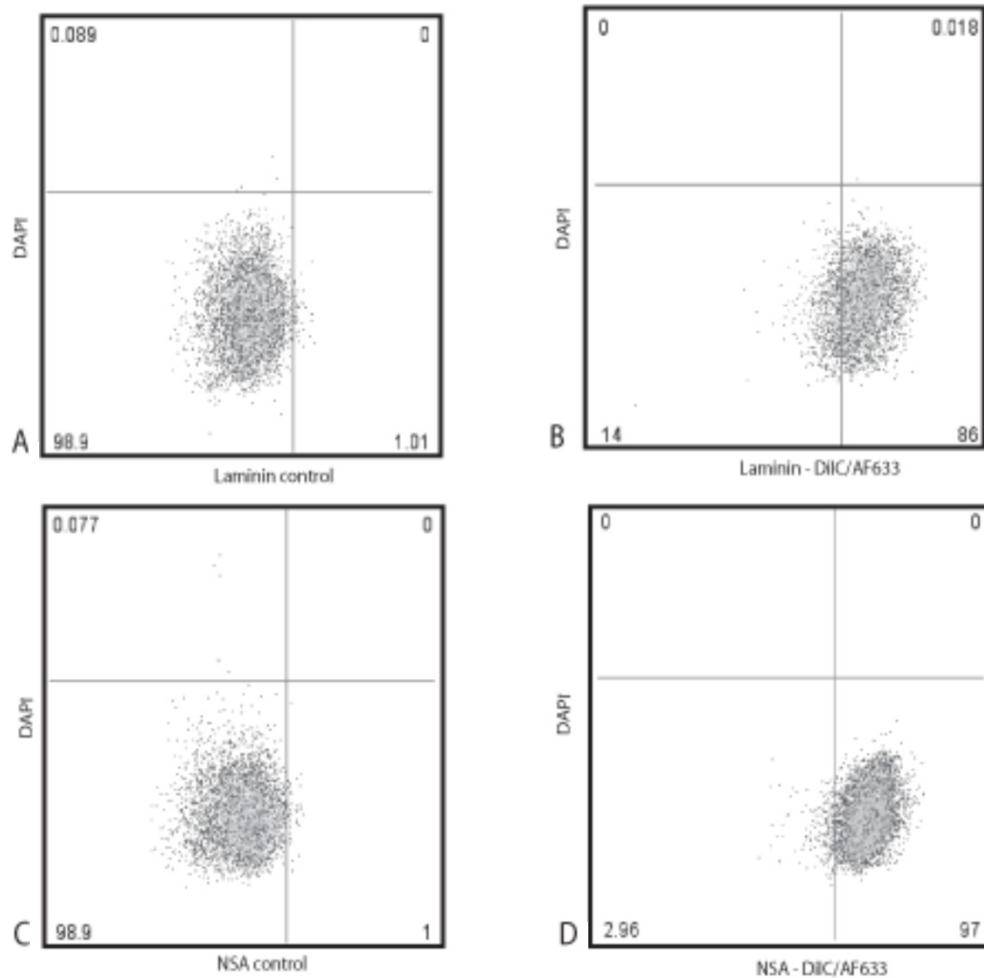 0.089 0
DAPI
A 98.9 1.01
Laminin control
0 0.018
DAPI
B 14 86
Laminin - DiIC/AF633
0.077 0
DAPI
C 98.9 1
NSA control
0 0
DAPI
D 2.96 97
NSA - DiIC/AF633